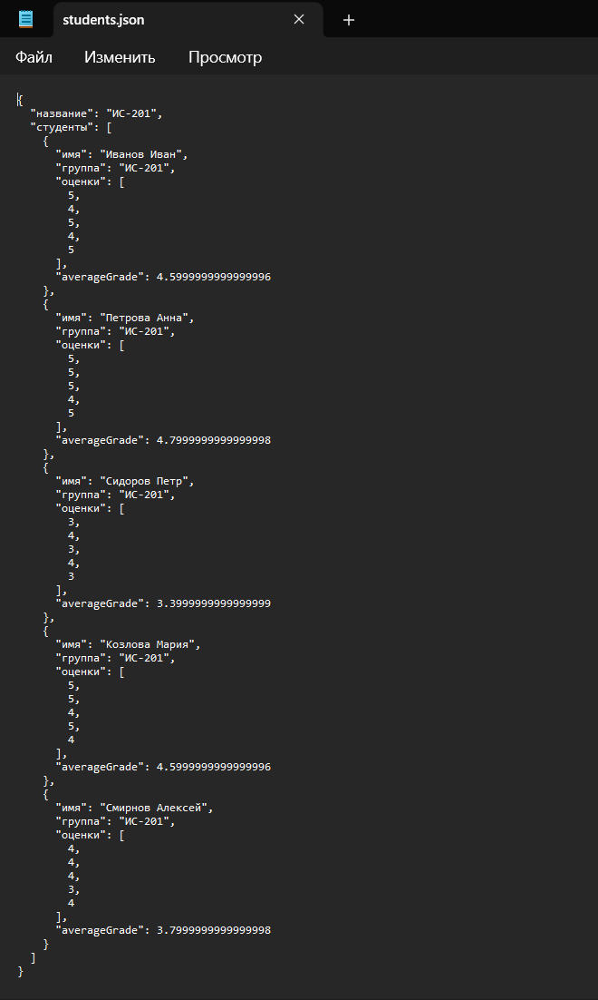 students.json
Файл Изменить Просмотр
{
"название": "ИС-201",
"студенты": [
{
"имя": "Иванов Иван",
"группа": "ИС-201",
"оценки": [
5,
4,
5,
4,
5
],
"averageGrade": 4.5999999999999996
},
{
"имя": "Петрова Анна",
"группа": "ИС-201",
"оценки": [
5,
5,
5,
4,
5
],
"averageGrade": 4.7999999999999998
},
{
"имя": "Сидоров Петр",
"группа": "ИС-201",
"оценки": [
3,
4,
3,
4,
3
],
"averageGrade": 3.3999999999999999
},
{
"имя": "Козлова Мария",
"группа": "ИС-201",
"оценки": [
5,
5,
4,
5,
4
],
"averageGrade": 4.5999999999999996
},
{
"имя": "Смирнов Алексей",
"группа": "ИС-201",
"оценки": [
4,
4,
4,
3,
4
],
"averageGrade": 3.7999999999999998
}
]
}